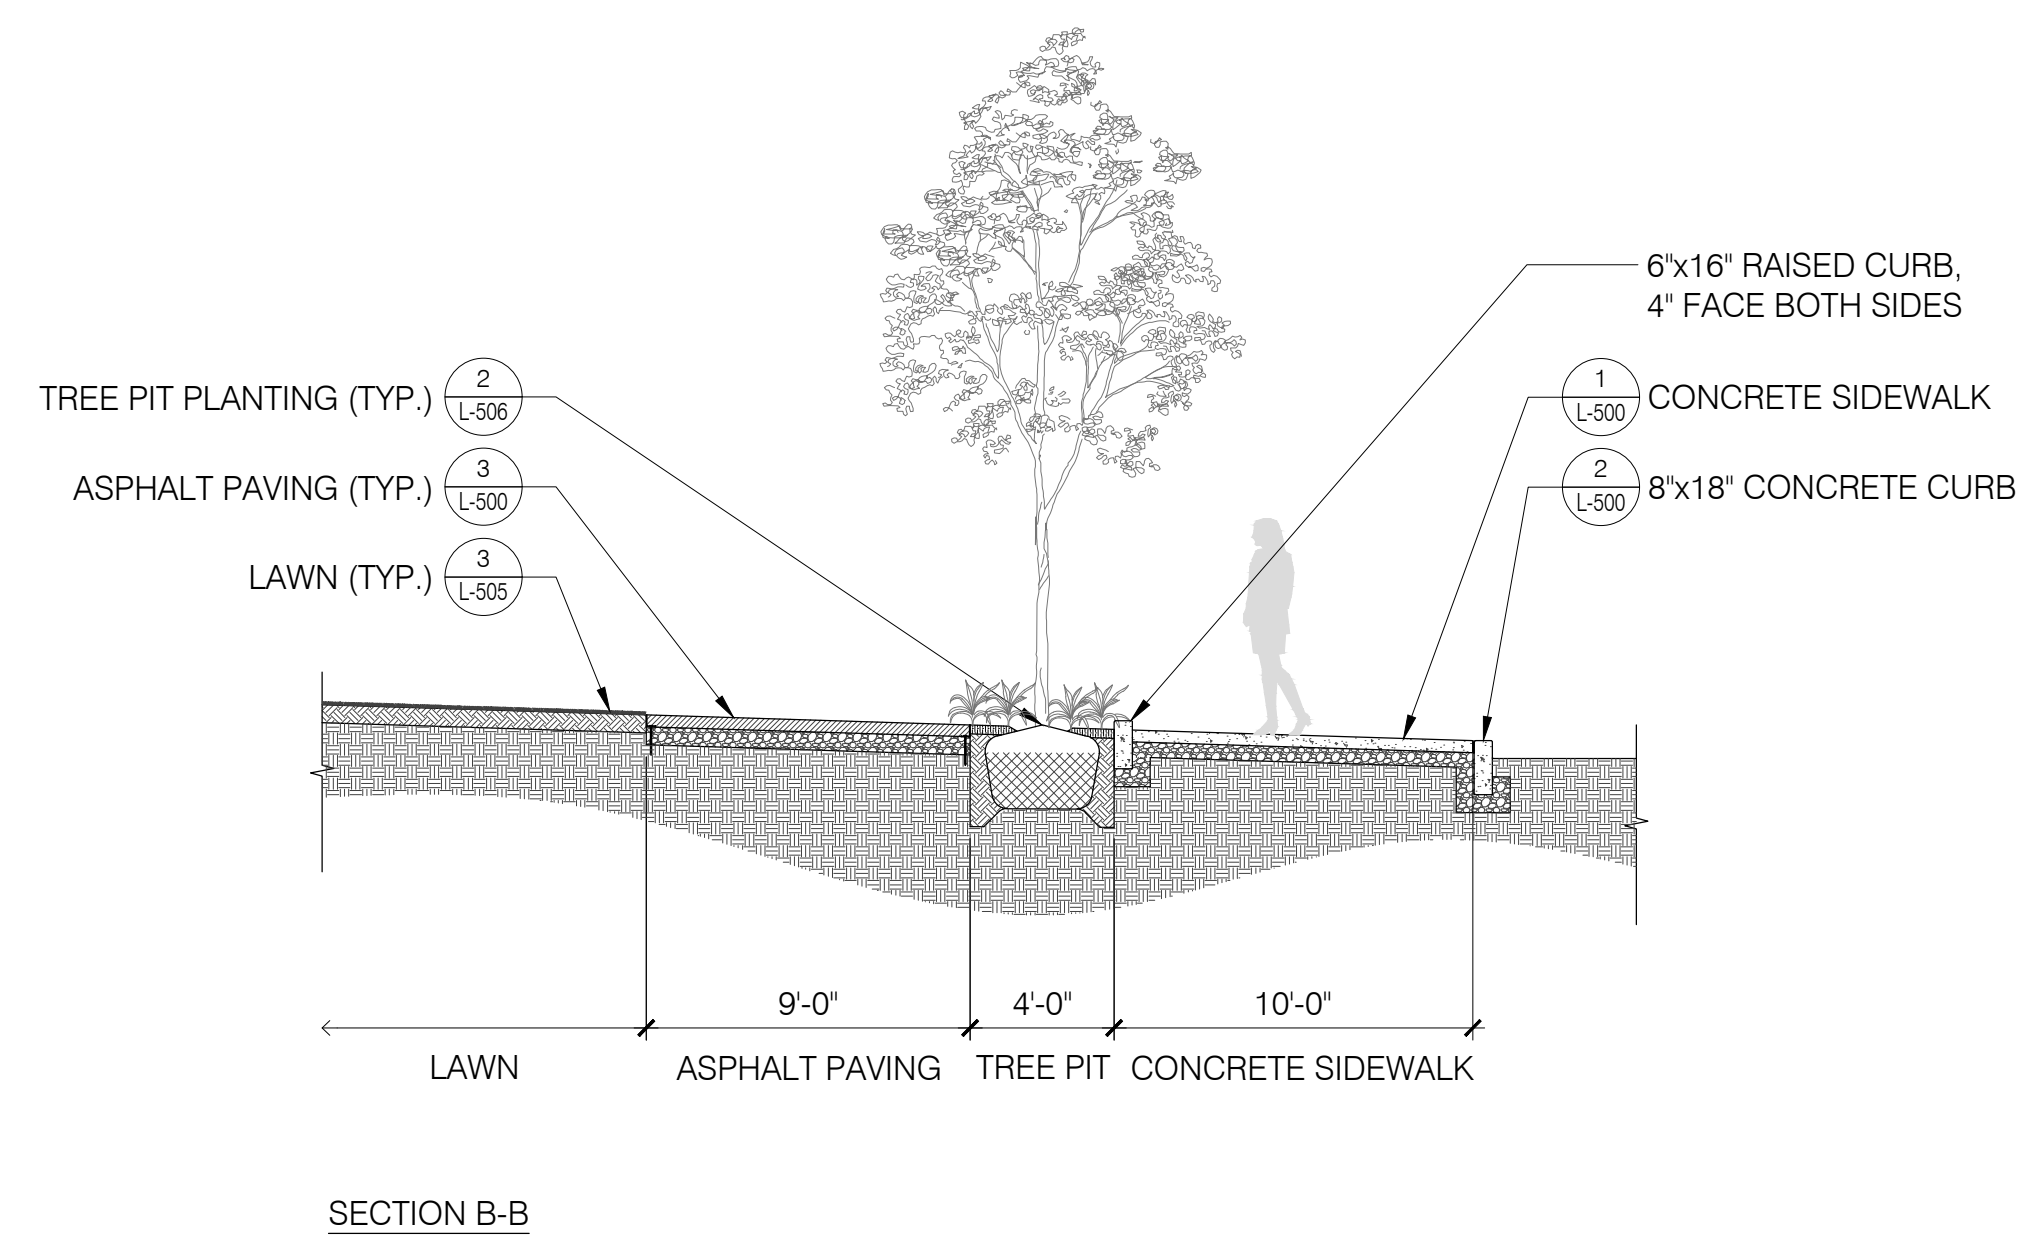 6"x16" RAISED CURB,
4" FACE BOTH SIDES
TREE PIT PLANTING (TYP.)
2
L-506
1
L-500
CONCRETE SIDEWALK
ASPHALT PAVING (TYP.)
3
L-500
2
L-500
8"x18" CONCRETE CURB
LAWN (TYP.)
3
L-505
9'-0"
4'-0"
10'-0"
LAWN
ASPHALT PAVING
TREE PIT
CONCRETE SIDEWALK
SECTION B-B